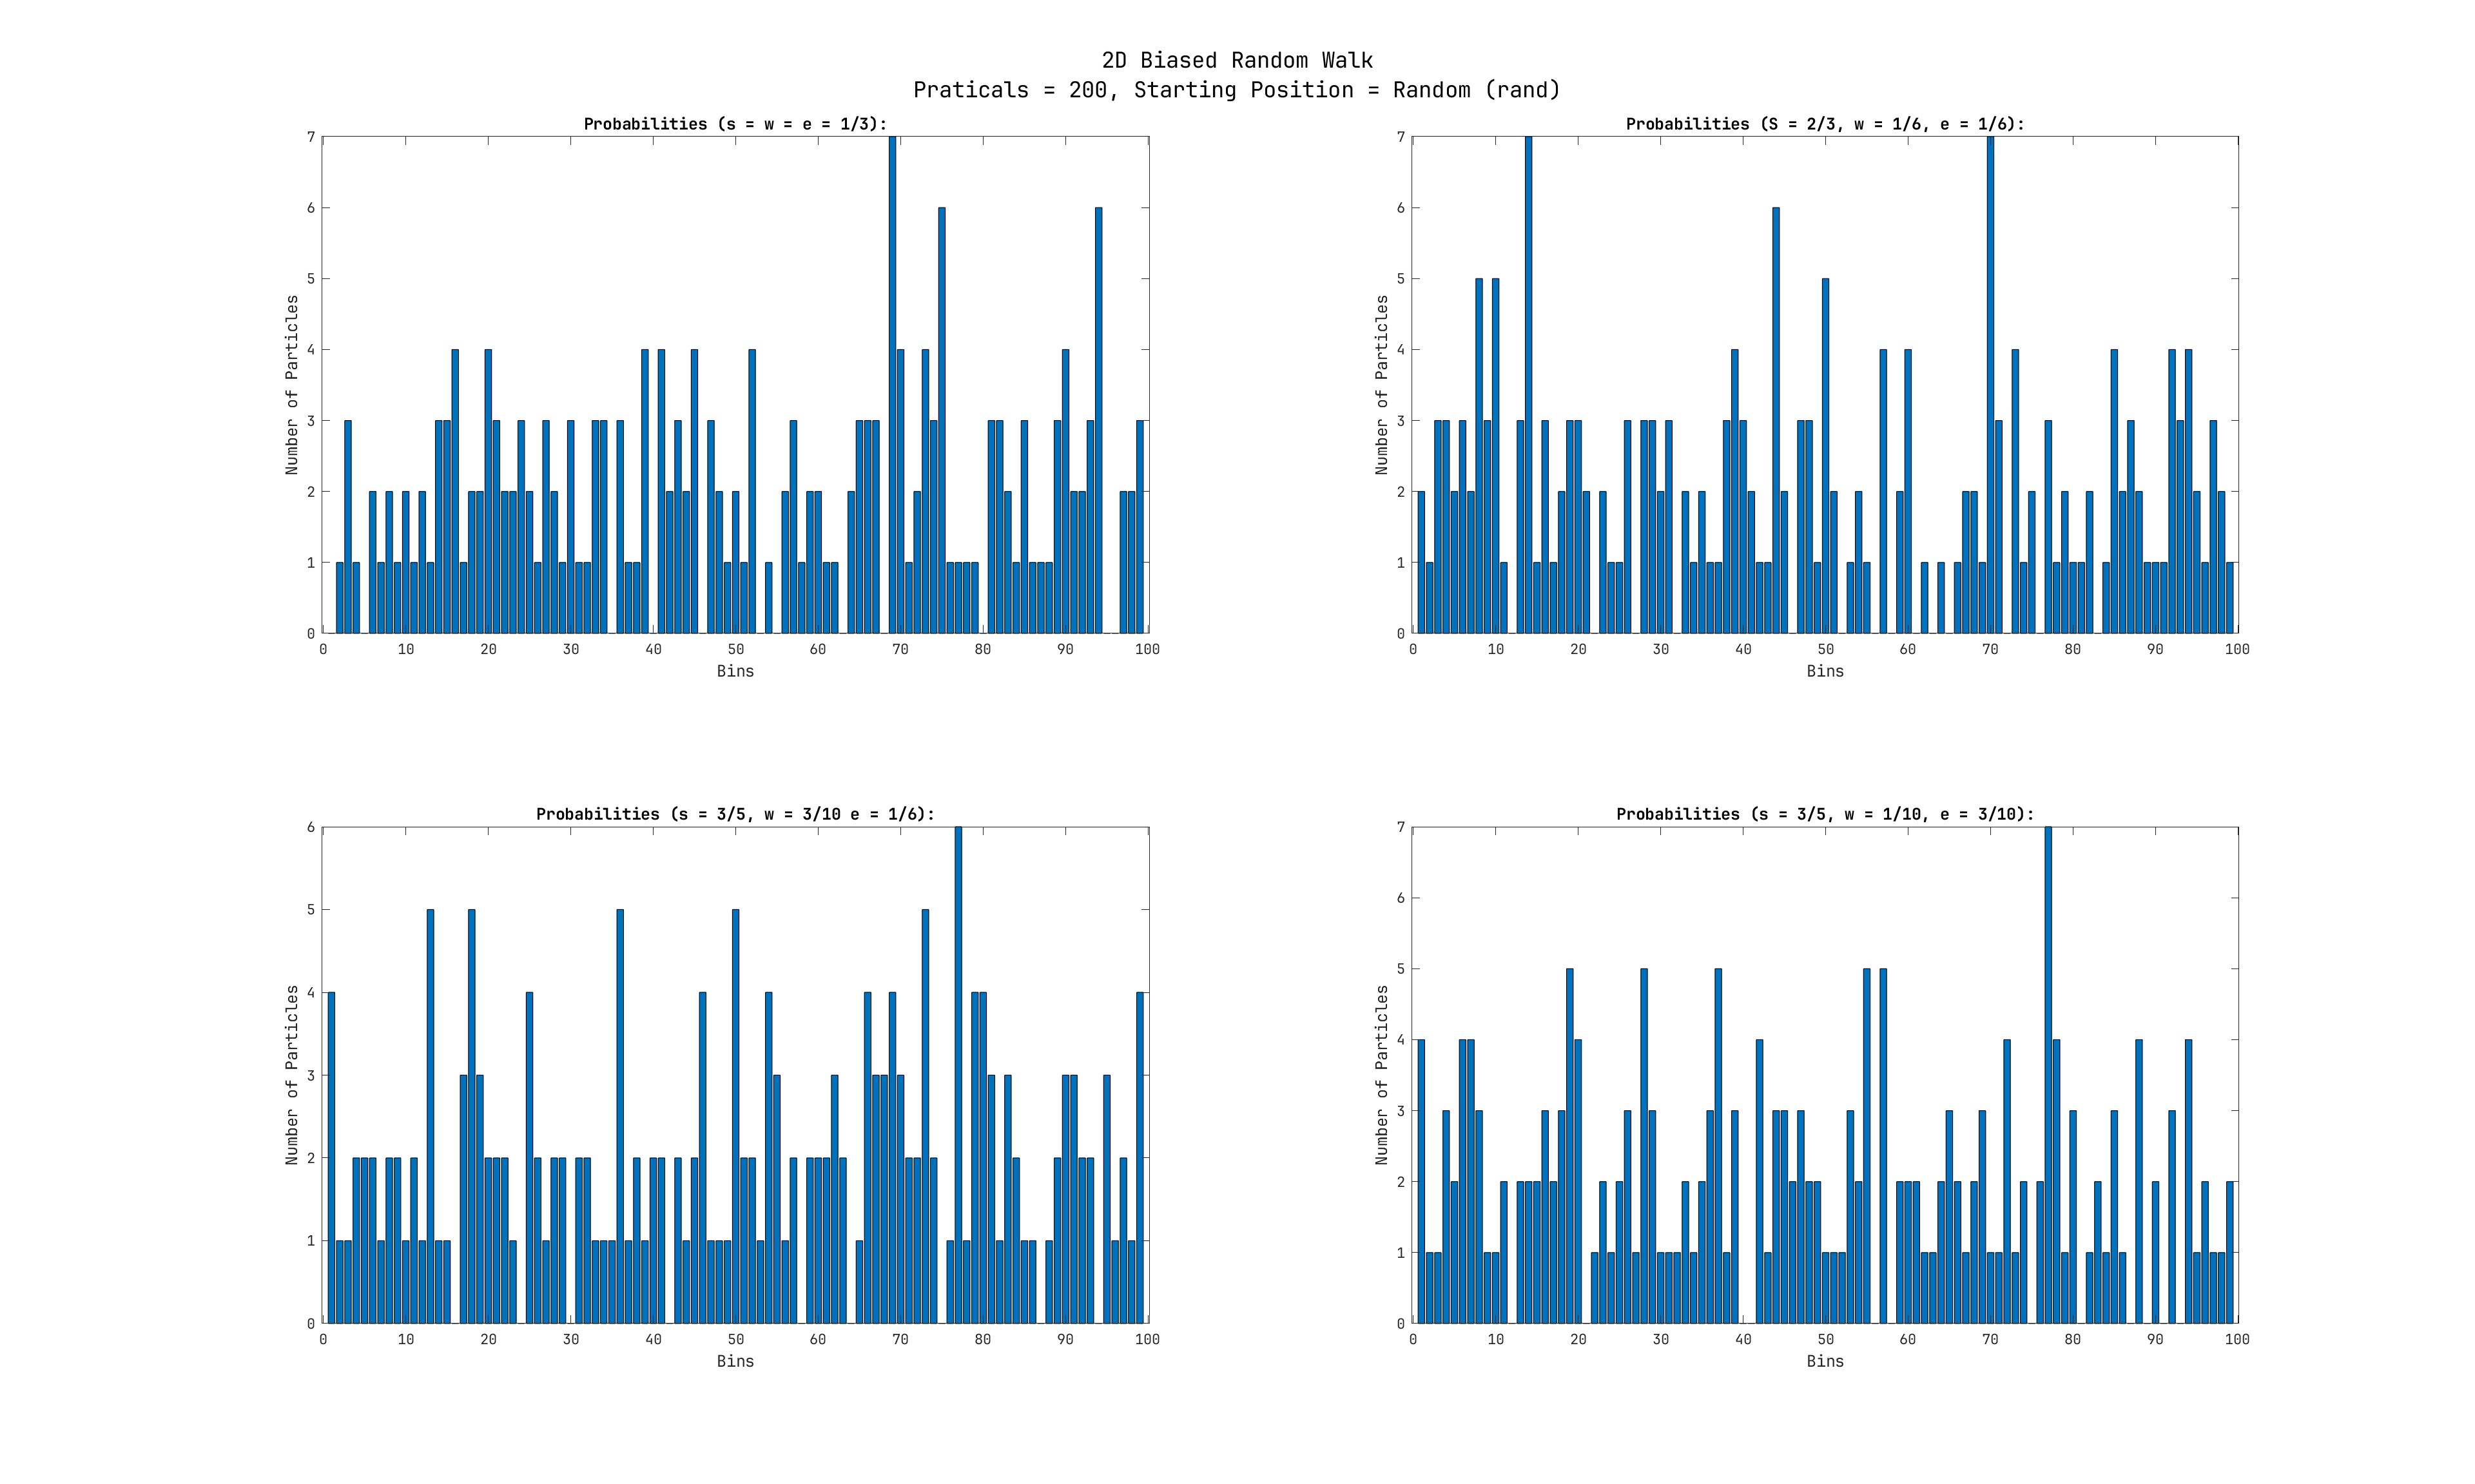 2D Biased Random Walk
Praticals = 200, Starting Position = Random (rand)
Probabilities (s = w = e = 1/3):
7
6
5
4
3
2
1
0
Number of Particles
0 10 20 30 40 50 60 70 80 90 100
Bins
Probabilities (S = 2/3, w = 1/6, e = 1/6):
7
6
5
4
3
2
1
0
Number of Particles
0 10 20 30 40 50 60 70 80 90 100
Bins
Probabilities (s = 3/5, w = 3/10 e = 1/6):
6
5
4
3
2
1
0
Number of Particles
0 10 20 30 40 50 60 70 80 90 100
Bins
Probabilities (s = 3/5, w = 1/10, e = 3/10):
7
6
5
4
3
2
1
0
Number of Particles
0 10 20 30 40 50 60 70 80 90 100
Bins